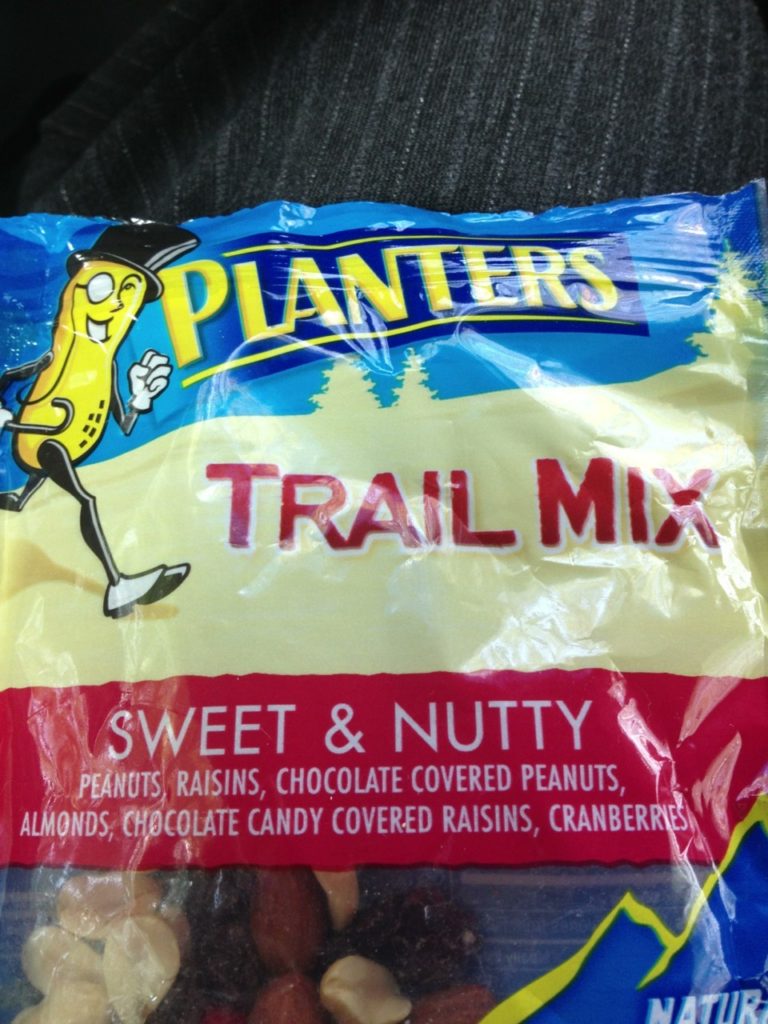 PLANTERS
TRAIL MIX
SWEET & NUTTY
PEANUTS, RAISINS, CHOCOLATE COVERED PEANUTS,
ALMONDS, CHOCOLATE CANDY COVERED RAISINS, CRANBERRIES